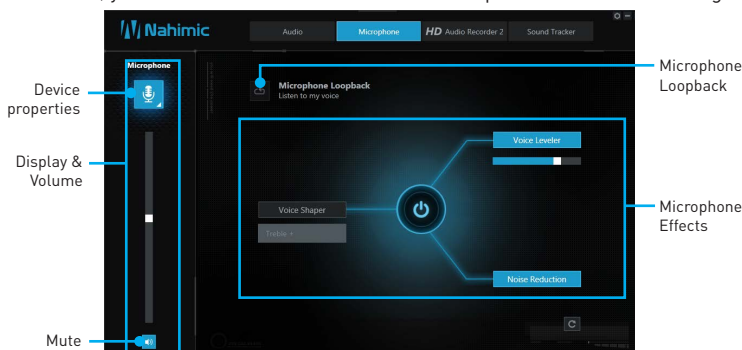 Nahimic
Audio
Microphone
HD Audio Recorder 2
Sound Tracker
Microphone
Device
properties
Microphone Loopback
Listen to my voice
Microphone
Loopback
Display &
Volume
Voice Leveler
Voice Shaper
Treble +
Microphone
Effects
Noise Reduction
Mute